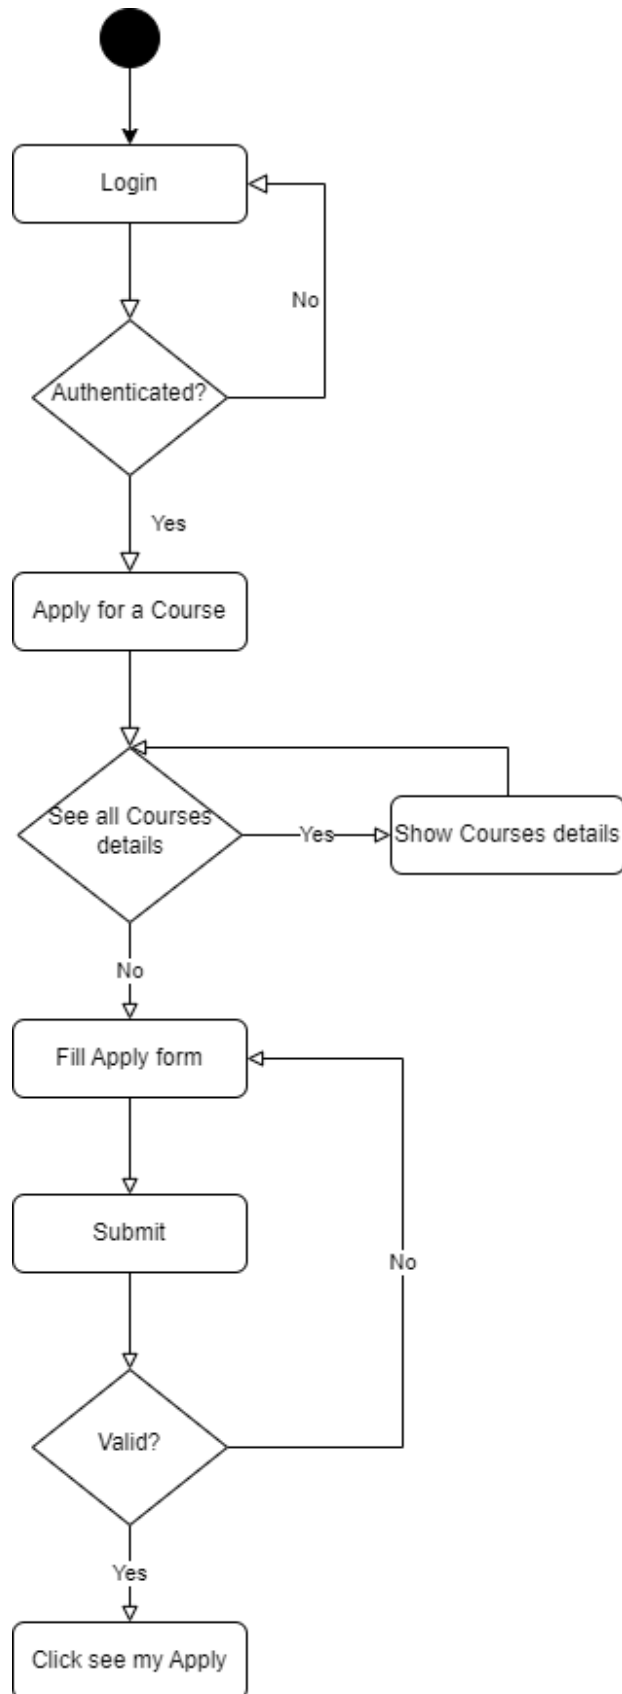 Login
No
Authenticated?
Yes
Apply for a Course
See all Courses
details
Yes
Show Courses details
No
Fill Apply form
Submit
No
Valid?
Yes
Click see my Apply